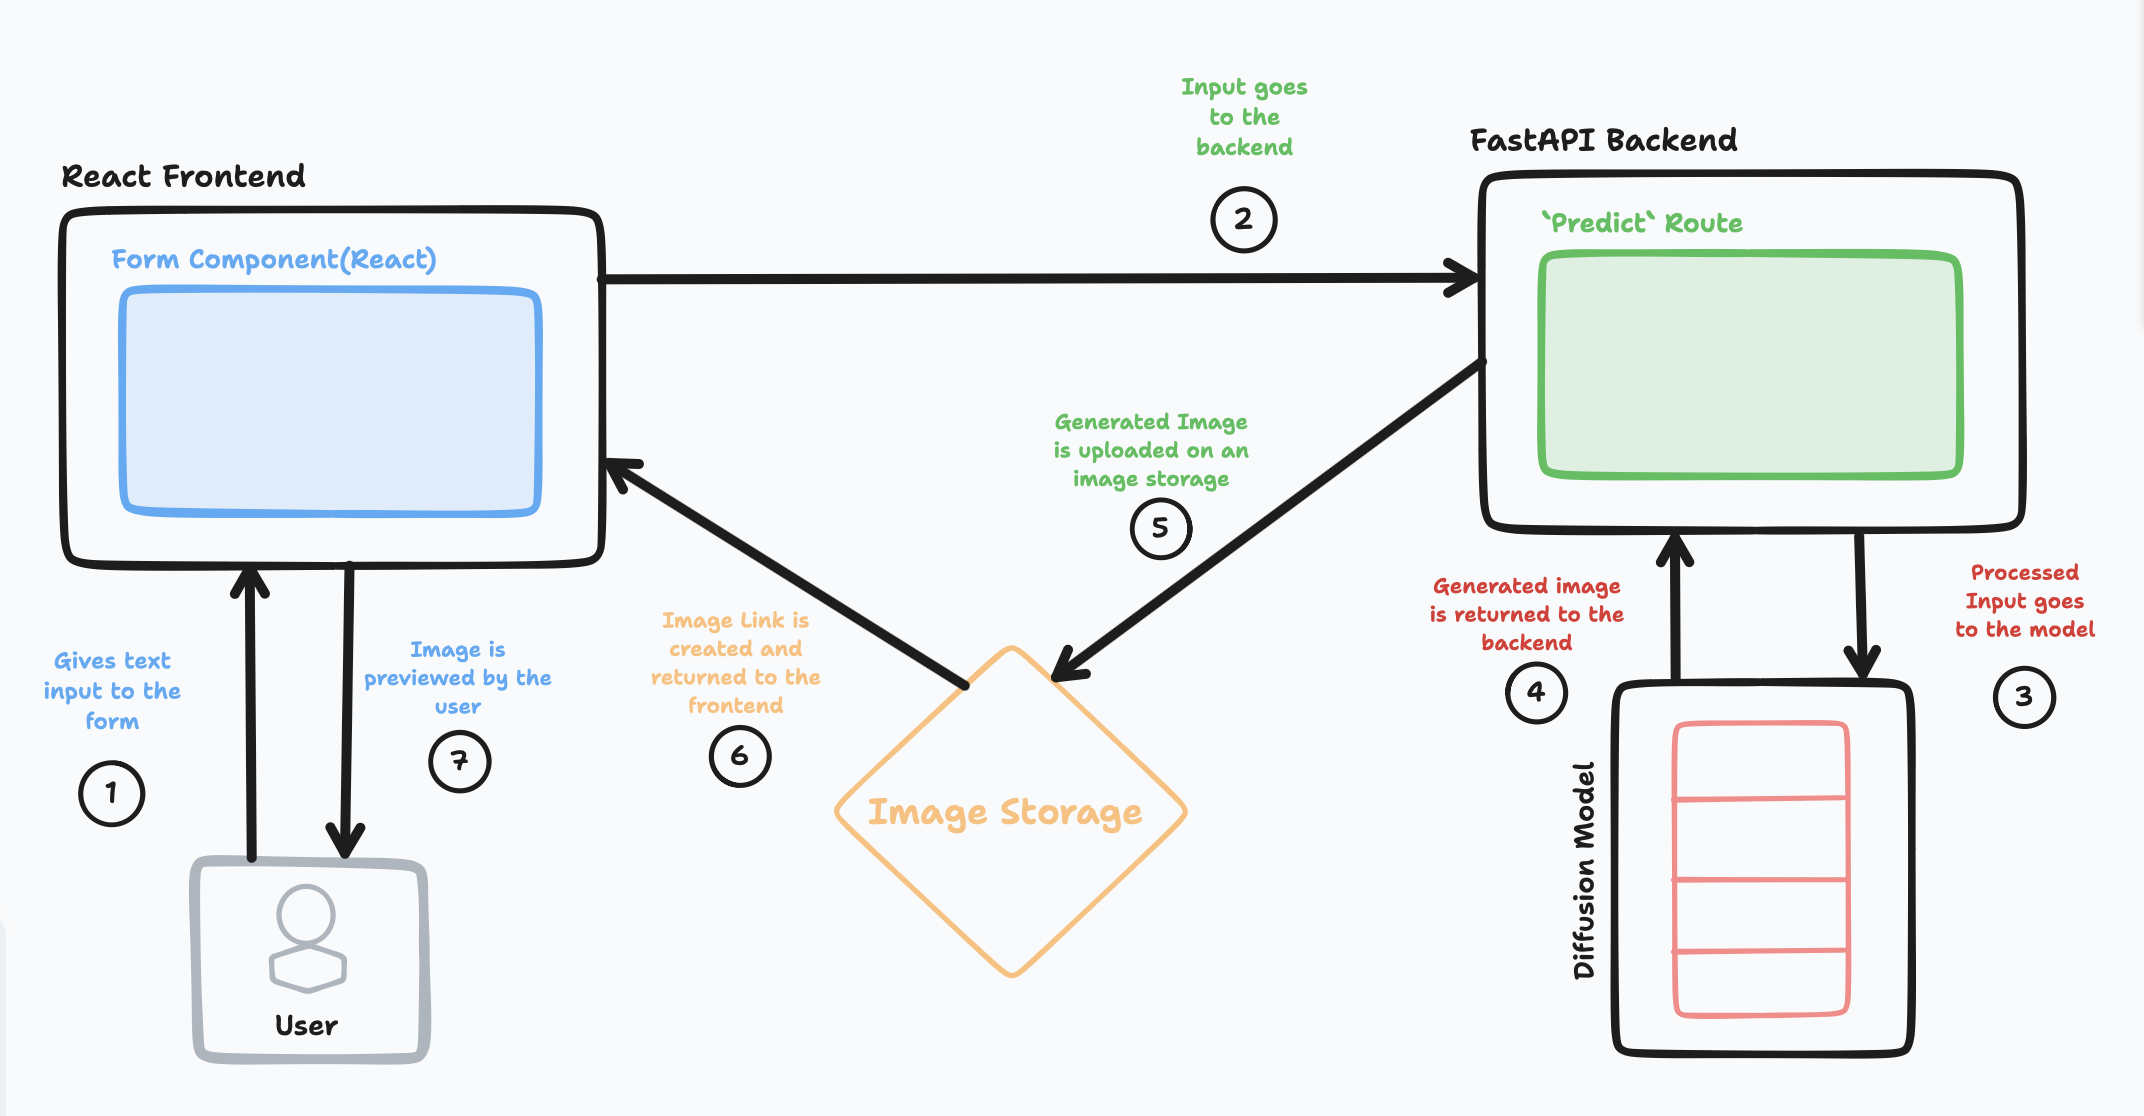 React Frontend
Form Component(React)
Input goes
to the
backend
2
FastAPI Backend
`Predict` Route
Generated Image
is uploaded on an
image storage
5
Gives text
input to the
form
1
Image is
previewed by the
user
7
Image Link is
created and
returned to the
frontend
6
Image Storage
Generated image
is returned to the
backend
4
Processed
Input goes
to the model
3
Diffusion Model
User